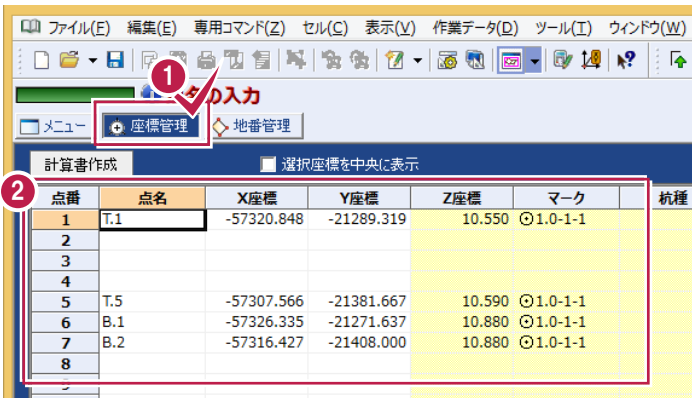 ファイル(F) 編集(E) 専用コマンド(Z) セル(C) 表示(V) 作業データ(D) ツール(T) ウィンドウ(W)
1
タの入力
メニュー 座標管理 地番管理
計算書作成 選択座標を中央に表示
2
点番 点名 X座標 Y座標 Z座標 マーク 杭種
1 T.1 -57320.848 -21289.319 10.550 1.0-1-1
2
3
4
5 T.5 -57307.566 -21381.667 10.590 1.0-1-1
6 B.1 -57326.335 -21271.637 10.880 1.0-1-1
7 B.2 -57316.427 -21408.000 10.880 1.0-1-1
8